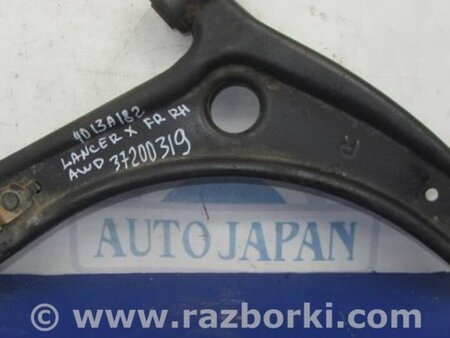 4013A182
LANCER X FR RH
AWD 37200319
R
AUTO JAPAN
© www.razborki.com